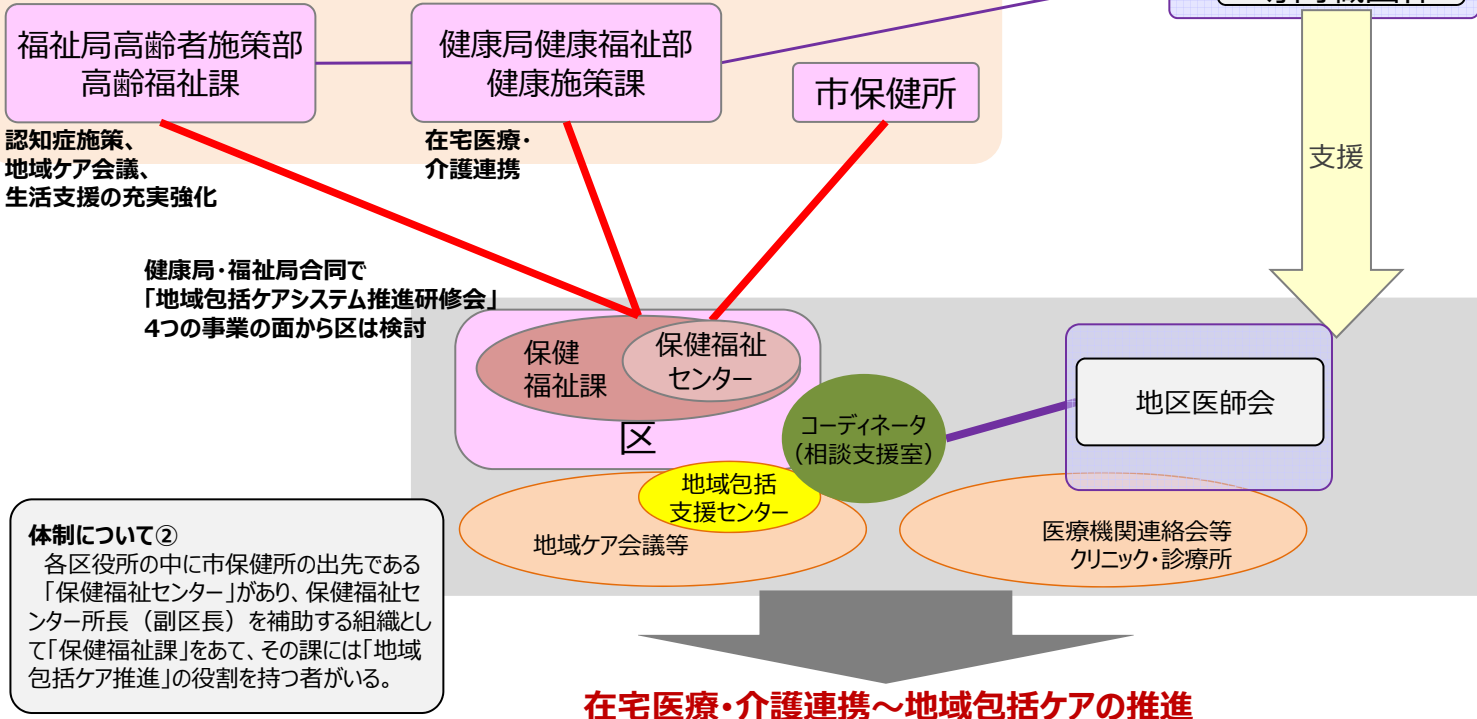 福祉局高齢者施策部
高齢福祉課
健康局健康福祉部
健康施策課
市保健所
認知症施策、
地域ケア会議、
生活支援の充実強化
在宅医療・
介護連携
支援
健康局・福祉局合同で
「地域包括ケアシステム推進研修会」
4つの事業の面から区は検討
保健
福祉課
保健福祉
センター
区
コーディネータ
（相談支援室）
地区医師会
地域包括
支援センター
地域ケア会議等
医療機関連絡会等
クリニック・診療所
体制について②
各区役所の中に市保健所の出先である
「保健福祉センター」があり、保健福祉セ
ンター所長（副区長）を補助する組織とし
て「保健福祉課」をあて、その課には「地域
包括ケア推進」の役割を持つ者がいる。
在宅医療・介護連携～地域包括ケアの推進